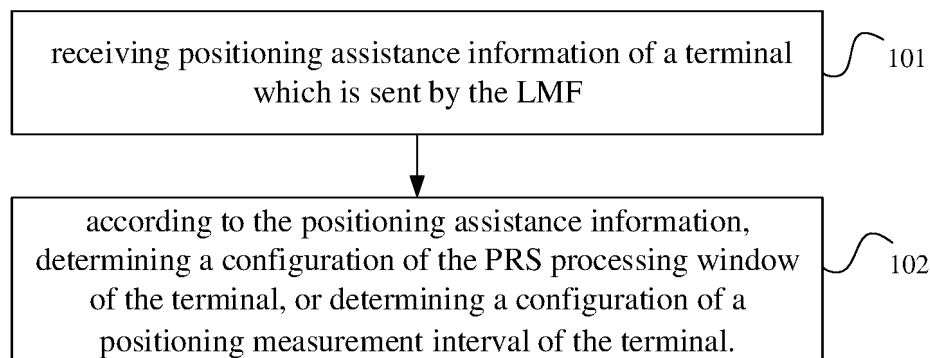 receiving positioning assistance information of a terminal
which is sent by the LMF
101
according to the positioning assistance information,
determining a configuration of the PRS processing window
of the terminal, or determining a configuration of a
positioning measurement interval of the terminal.
102